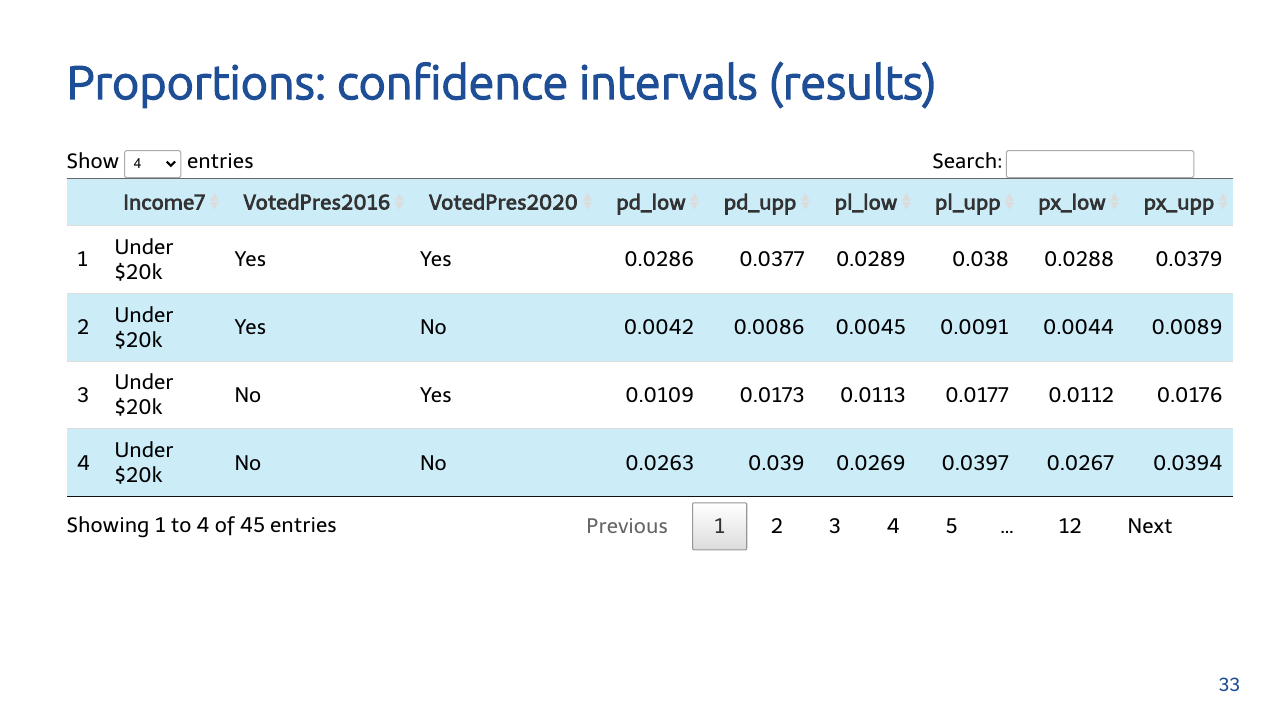 Proportions: confidence intervals (results)
Show 4 entries Search:
Income7 VotedPres2016 VotedPres2020 pd_low pd_upp pl_low pl_upp px_low px_upp
1 Under $20k Yes Yes 0.0286 0.0377 0.0289 0.038 0.0288 0.0379
2 Under $20k Yes No 0.0042 0.0086 0.0045 0.0091 0.0044 0.0089
3 Under $20k No Yes 0.0109 0.0173 0.0113 0.0177 0.0112 0.0176
4 Under $20k No No 0.0263 0.039 0.0269 0.0397 0.0267 0.0394
Showing 1 to 4 of 45 entries Previous 1 2 3 4 5 ... 12 Next
33